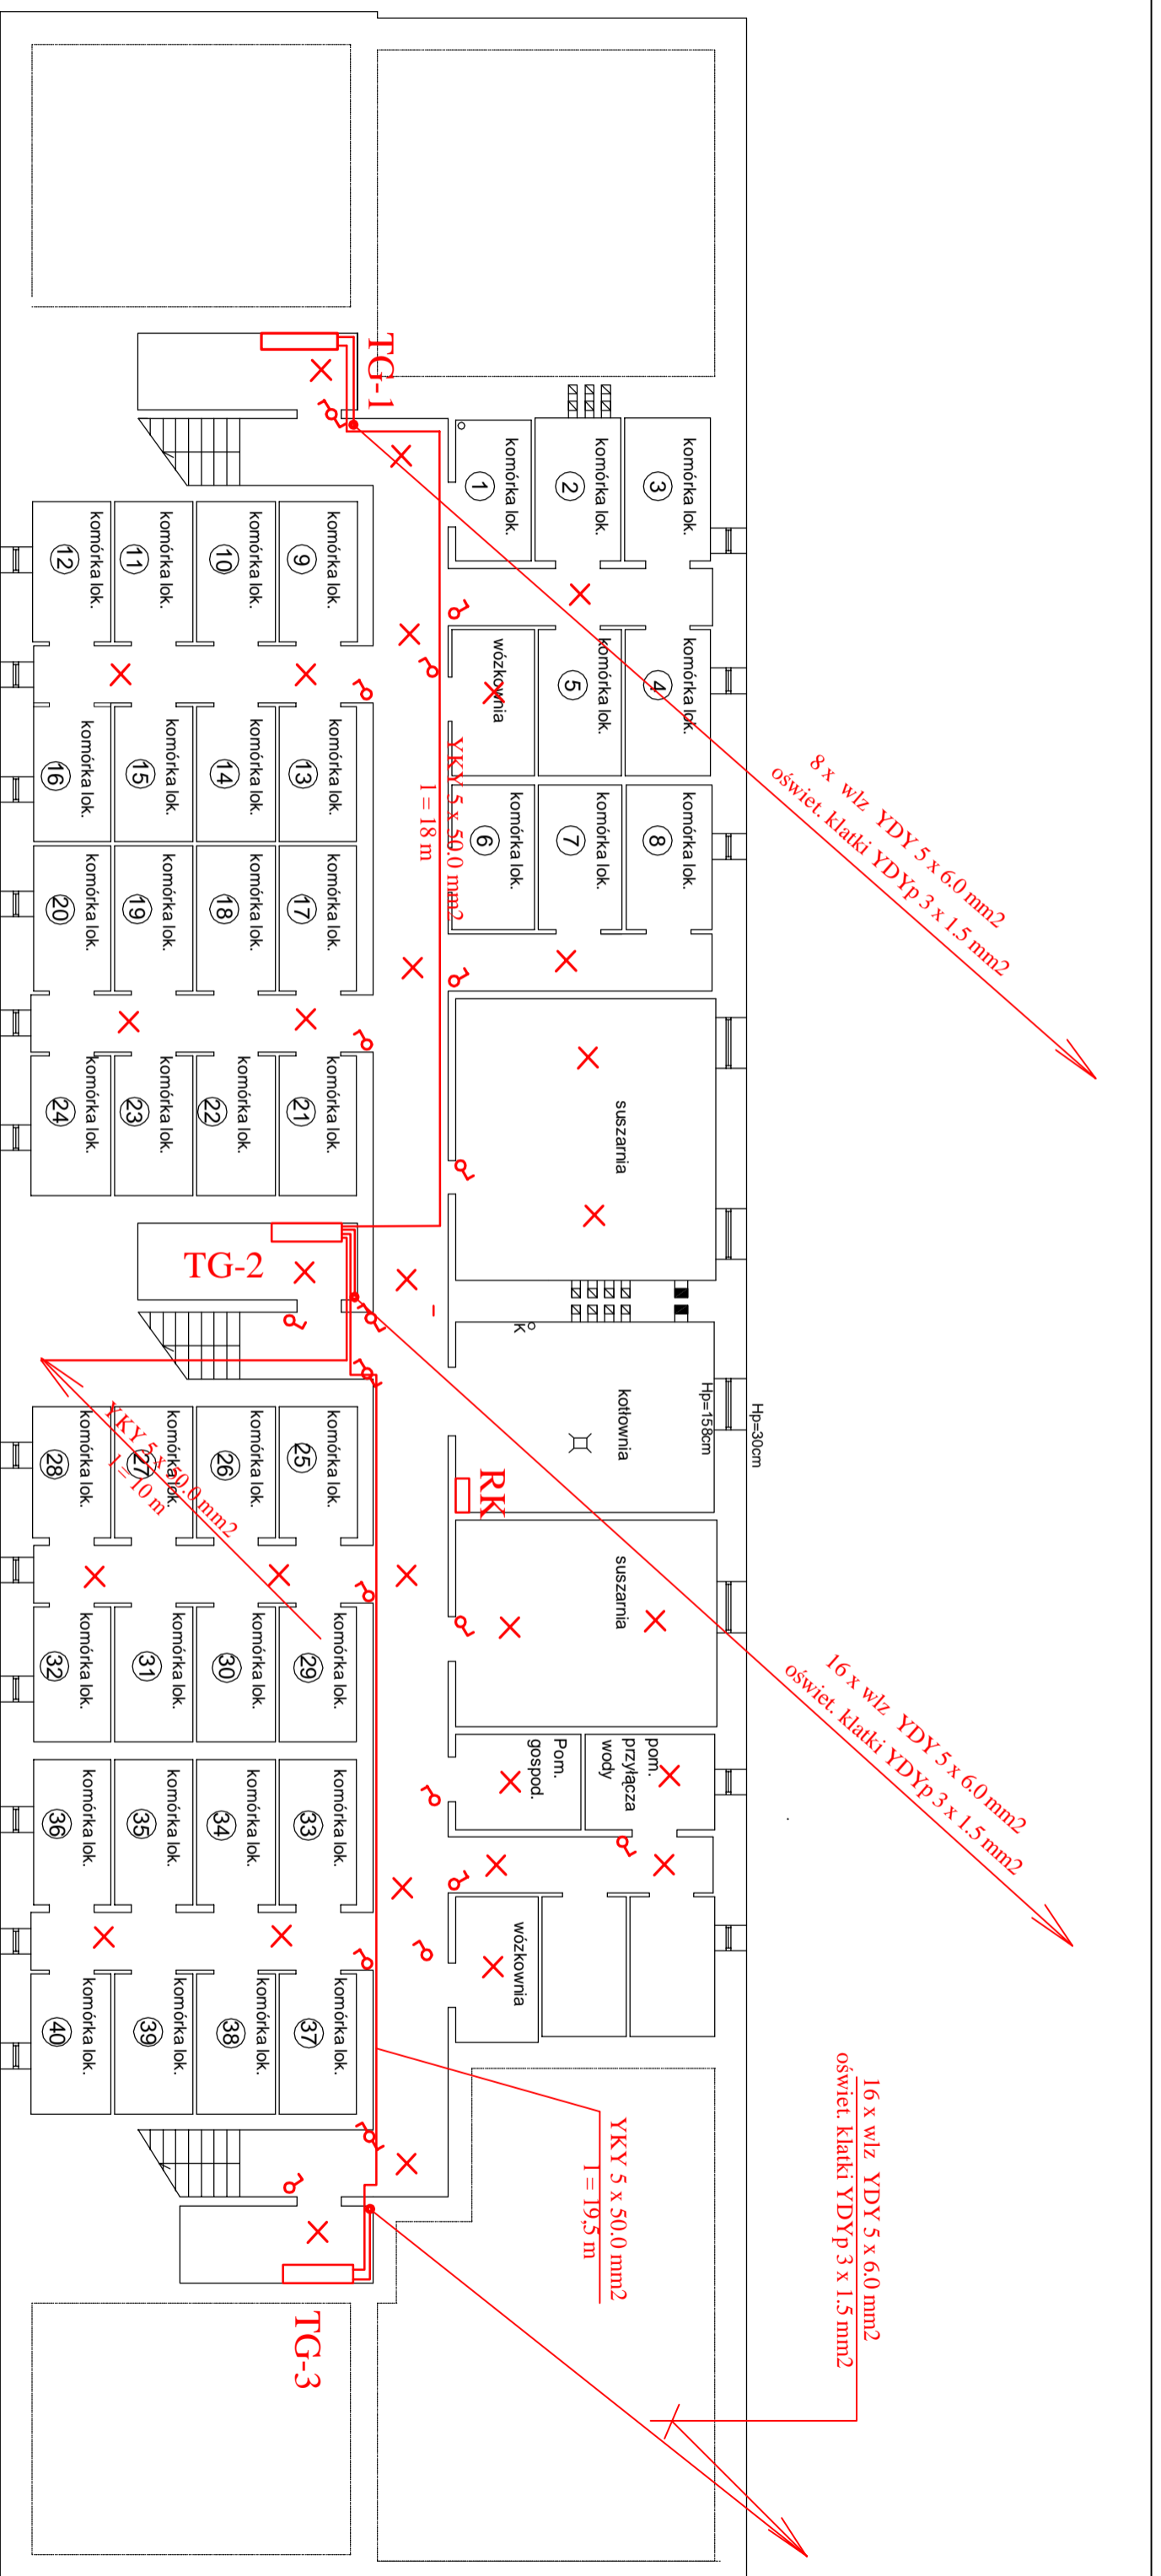 TG-1
komórka lok.
1
komórka lok.
2
komórka lok.
3
komórka lok.
4
komórka lok.
5
wózkownia
komórka lok.
6
komórka lok.
7
komórka lok.
8
komórka lok.
9
komórka lok.
10
komórka lok.
11
komórka lok.
12
komórka lok.
13
komórka lok.
14
komórka lok.
15
komórka lok.
16
komórka lok.
17
komórka lok.
18
komórka lok.
19
komórka lok.
20
komórka lok.
21
komórka lok.
22
komórka lok.
23
komórka lok.
24
YKY 5 x 50.0 mm2
l = 18 m
8 x wlz YDY 5 x 6.0 mm2
oświet. klatki YDYp 3 x 1.5 mm2
suszarnia
TG-2
K
kotłownia
Hp=158cm
Hp=30cm
RK
suszarnia
YKY 5 x 50.0 mm2
l = 10 m
komórka lok.
25
komórka lok.
26
komórka lok.
27
komórka lok.
28
komórka lok.
29
komórka lok.
30
komórka lok.
31
komórka lok.
32
16 x wlz YDY 5 x 6.0 mm2
oświet. klatki YDYp 3 x 1.5 mm2
pom.
przyłącza
wody
Pom.
gospod.
komórka lok.
33
komórka lok.
34
komórka lok.
35
komórka lok.
36
komórka lok.
37
komórka lok.
38
komórka lok.
39
komórka lok.
40
wózkownia
YKY 5 x 50.0 mm2
l = 19,5 m
16 x wlz YDY 5 x 6.0 mm2
oświet. klatki YDYp 3 x 1.5 mm2
TG-3